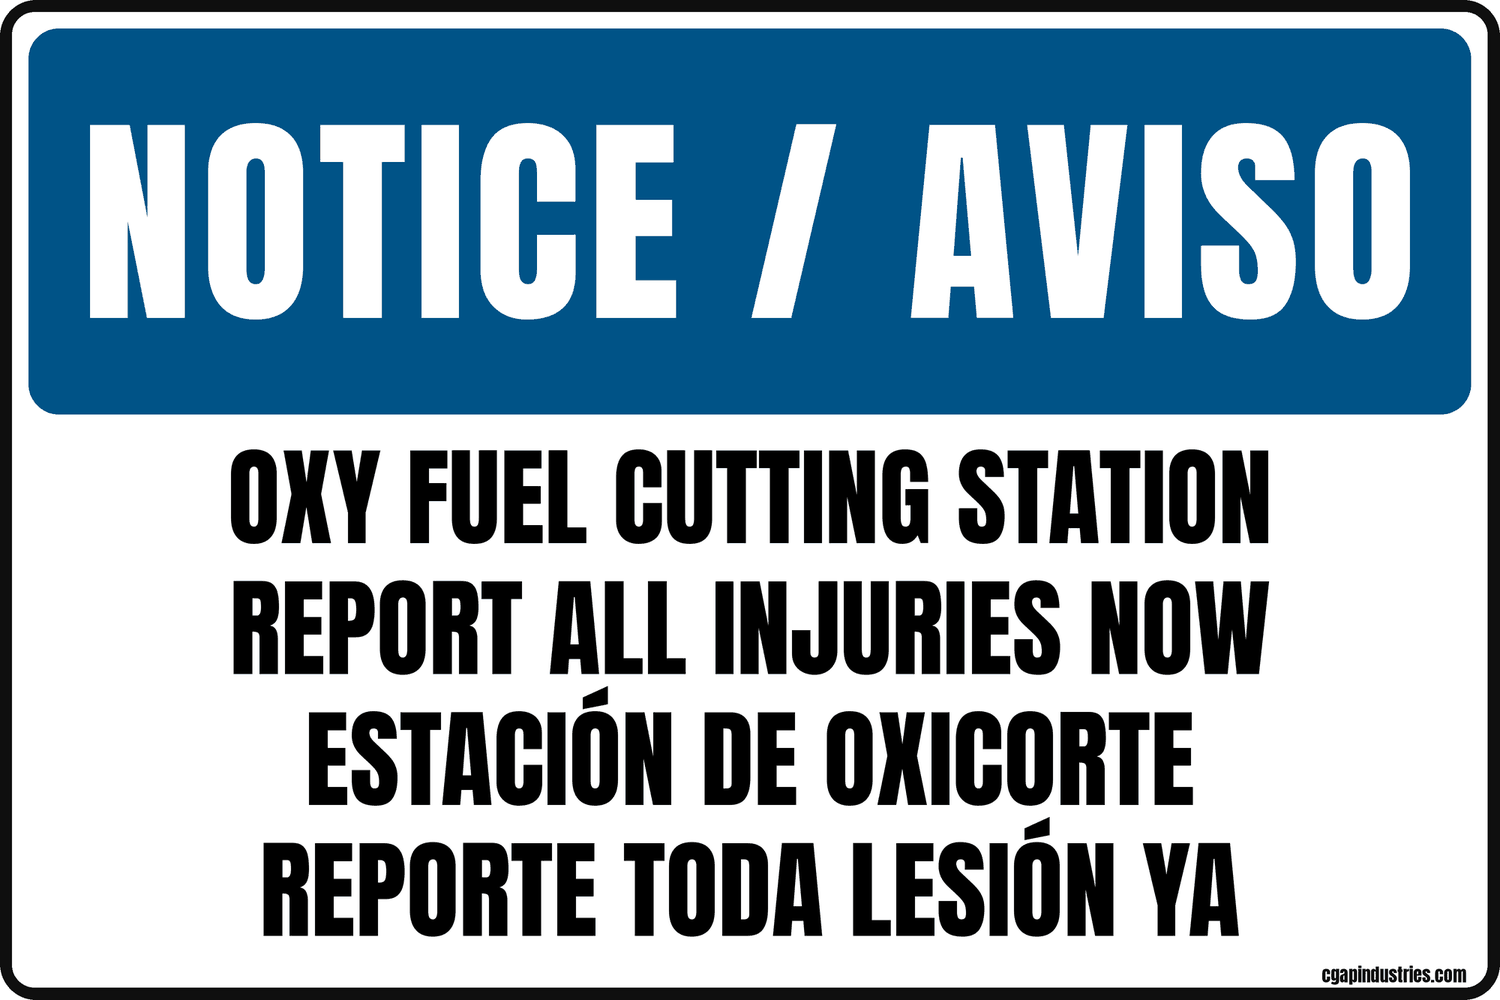 NOTICE / AVISO
OXY FUEL CUTTING STATION
REPORT ALL INJURIES NOW
ESTACIÓN DE OXICORTE
REPORTE TODA LESIÓN YA
cgapindustries.com